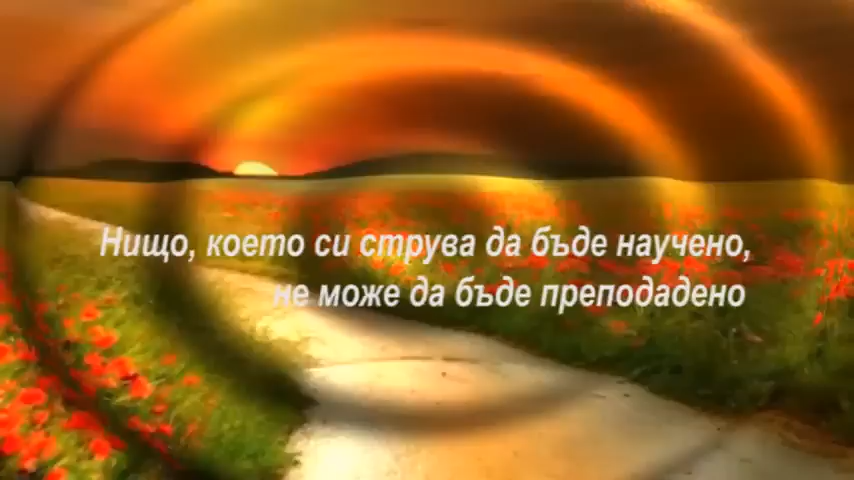 Нищо, което си струва да бъде научено,
не може да бъде преподадено